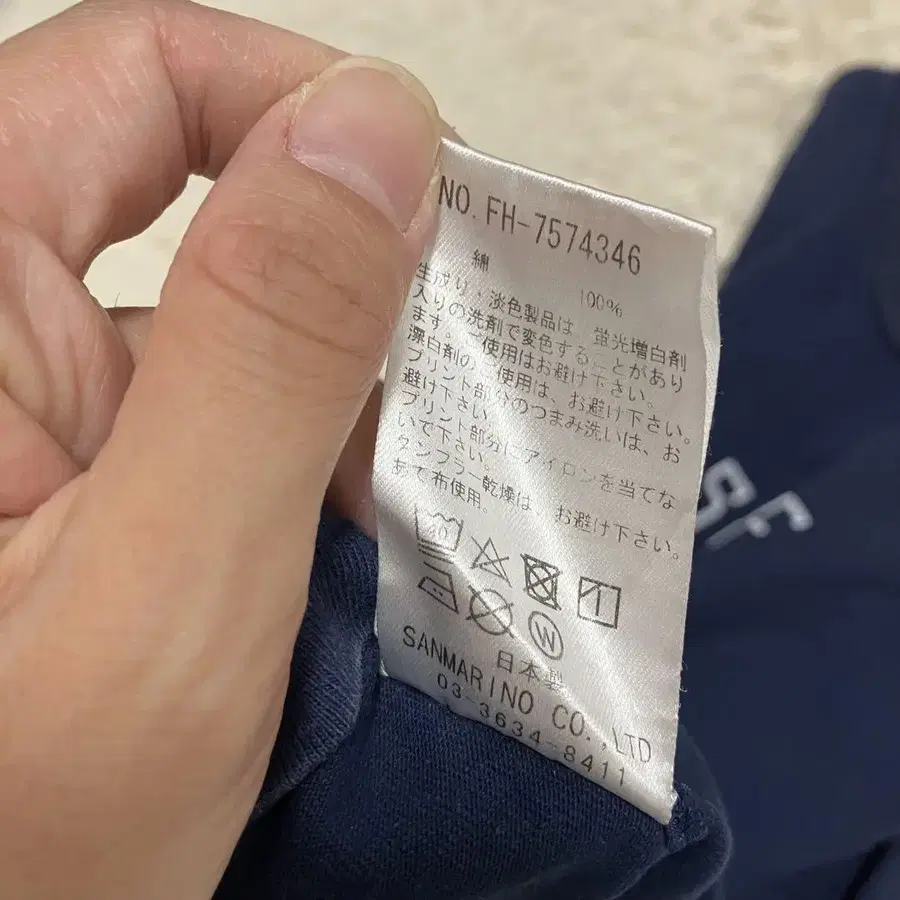 NO. FH-7574346
綿 100%
生成り・淡色製品は、蛍光増白剤
入りの洗剤で変色することがあり
ます。ご使用はお避け下さい。
漂白剤のご使用は、お避け下さい。
プリント部分のつまみ洗いは、お
避け下さい。
プリント部分にアイロンを当てな
いで下さい。
タンブラー乾燥は、お避け下さい。
あて布使用。
40
W
日本製
SANMARINO CO.,LTD
03-3634-8411
BF